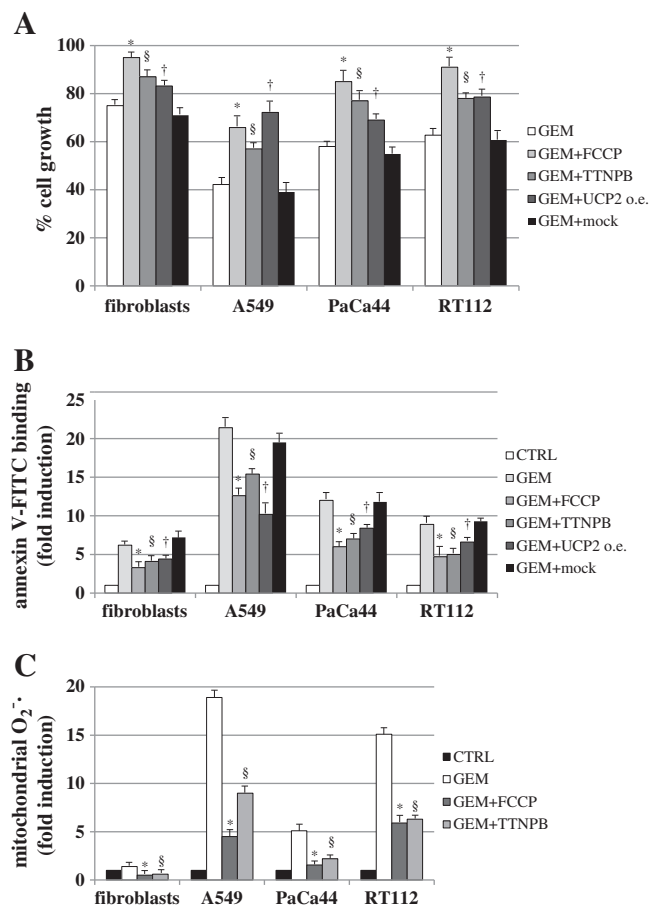 A
% cell growth
100
80
60
40
20
0
* § †
* § †
* § †
* § †
fibroblasts A549 PaCa44 RT112
GEM
GEM+FCCP
GEM+TTNPB
GEM+UCP2 o.e.
GEM+mock
B
annexin V-FITC binding
(fold induction)
25
20
15
10
5
0
* § †
* § †
* § †
* § †
fibroblasts A549 PaCa44 RT112
CTRL
GEM
GEM+FCCP
GEM+TTNPB
GEM+UCP2 o.e.
GEM+mock
C
mitochondrial O₂⁻·
(fold induction)
20
15
10
5
0
* §
* §
* §
* §
fibroblasts A549 PaCa44 RT112
CTRL
GEM
GEM+FCCP
GEM+TTNPB